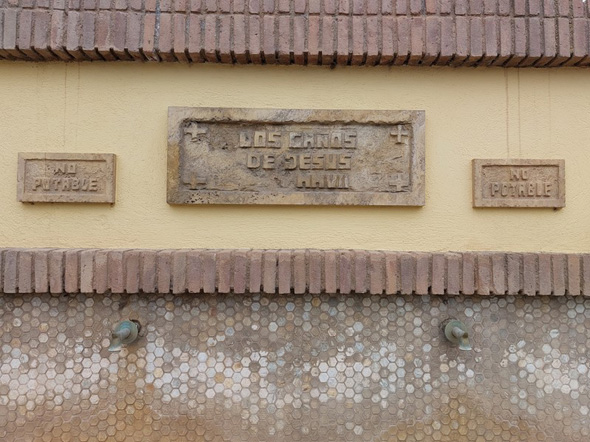 NO
POTABLE
LOS CAÑOS
DE JESUS
MMVII
NO
POTABLE